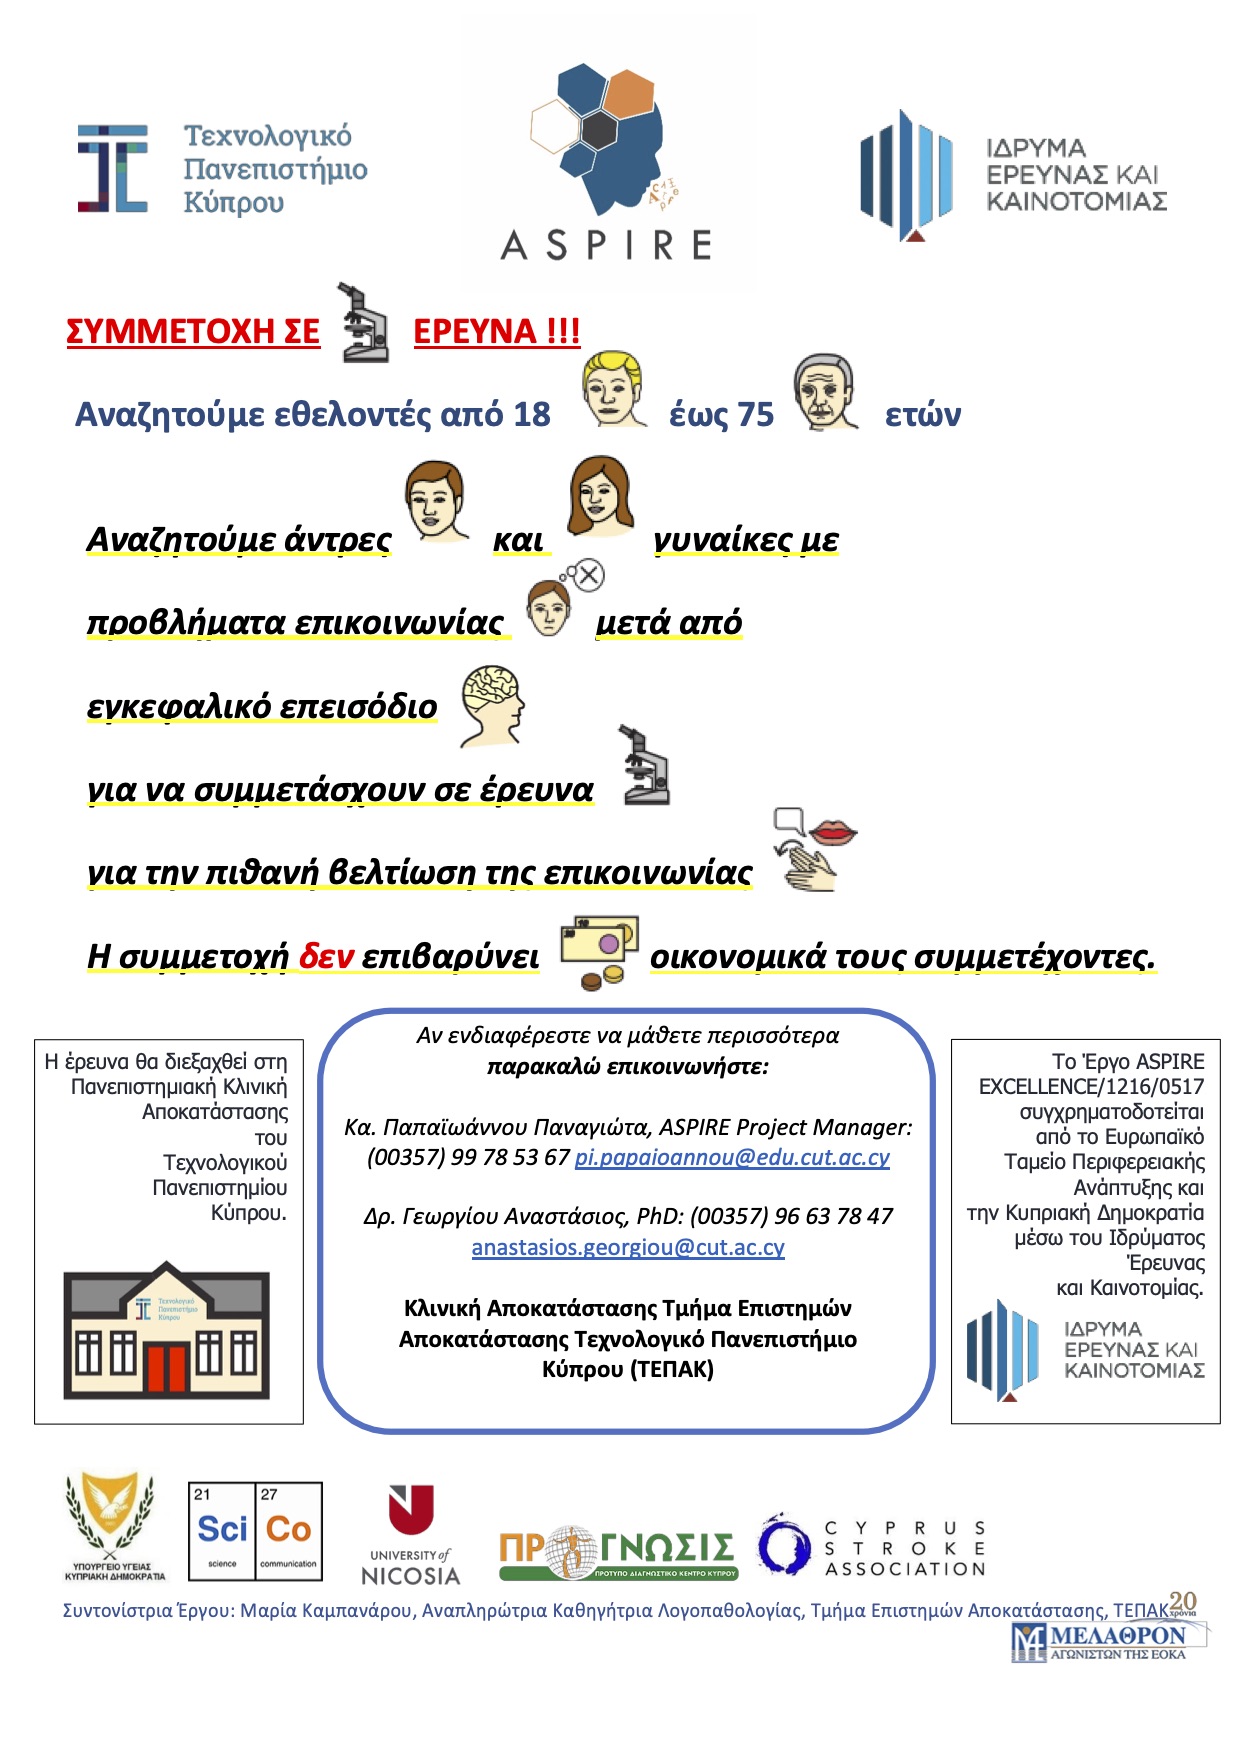 Τεχνολογικό
Πανεπιστήμιο
Κύπρου
ASPIRE
ΙΔΡΥΜΑ
ΕΡΕΥΝΑΣ ΚΑΙ
ΚΑΙΝΟΤΟΜΙΑΣ
ΣΥΜΜΕΤΟΧΗ ΣΕ ΕΡΕΥΝΑ !!!
Αναζητούμε εθελοντές από 18 έως 75 ετών
Αναζητούμε άντρες και γυναίκες με
προβλήματα επικοινωνίας μετά από
εγκεφαλικό επεισόδιο
για να συμμετάσχουν σε έρευνα
για την πιθανή βελτίωση της επικοινωνίας
Η συμμετοχή δεν επιβαρύνει οικονομικά τους συμμετέχοντες.
Η έρευνα θα διεξαχθεί στη
Πανεπιστημιακή Κλινική
Αποκατάστασης
του
Τεχνολογικού
Πανεπιστημίου
Κύπρου.
Τεχνολογικό
Πανεπιστήμιο
Κύπρου
Αν ενδιαφέρεστε να μάθετε περισσότερα
παρακαλώ επικοινωνήστε:
Κα. Παπαϊωάννου Παναγιώτα, ASPIRE Project Manager:
(00357) 99 78 53 67 pi.papaioannou@edu.cut.ac.cy
Δρ. Γεωργίου Αναστάσιος, PhD: (00357) 96 63 78 47
anastasios.georgiou@cut.ac.cy
Κλινική Αποκατάστασης Τμήμα Επιστημών
Αποκατάστασης Τεχνολογικό Πανεπιστήμιο
Κύπρου (ΤΕΠΑΚ)
Το Έργο ASPIRE
EXCELLENCE/1216/0517
συγχρηματοδοτείται
από το Ευρωπαϊκό
Ταμείο Περιφερειακής
Ανάπτυξης και
την Κυπριακή Δημοκρατία
μέσω του Ιδρύματος
Έρευνας
και Καινοτομίας.
ΙΔΡΥΜΑ
ΕΡΕΥΝΑΣ ΚΑΙ
ΚΑΙΝΟΤΟΜΙΑΣ
ΥΠΟΥΡΓΕΙΟ ΥΓΕΙΑΣ
ΚΥΠΡΙΑΚΗ ΔΗΜΟΚΡΑΤΙΑ
21 27
Sci Co
science communication
UNIVERSITY of
NICOSIA
ΠΡΟΓΝΩΣΙΣ
ΠΡΟΤΥΠΟ ΔΙΑΓΝΩΣΤΙΚΟ ΚΕΝΤΡΟ ΚΥΠΡΟΥ
CYPRUS
STROKE
ASSOCIATION
Συντονίστρια Έργου: Μαρία Καμπανάρου, Αναπληρώτρια Καθηγήτρια Λογοπαθολογίας, Τμήμα Επιστημών Αποκατάστασης, ΤΕΠΑΚ
20
χρόνια
ΜΕΛΑΘΡΟΝ
ΑΓΩΝΙΣΤΩΝ ΤΗΣ ΕΟΚΑ